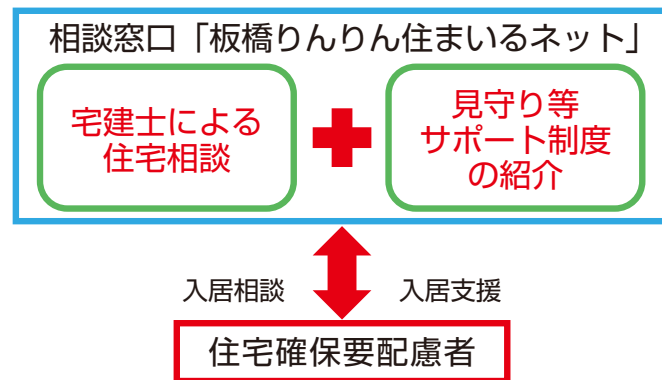 相談窓口「板橋りんりん住まいるネット」
宅建士による
住宅相談
見守り等
サポート制度
の紹介
入居相談
入居支援
住宅確保要配慮者